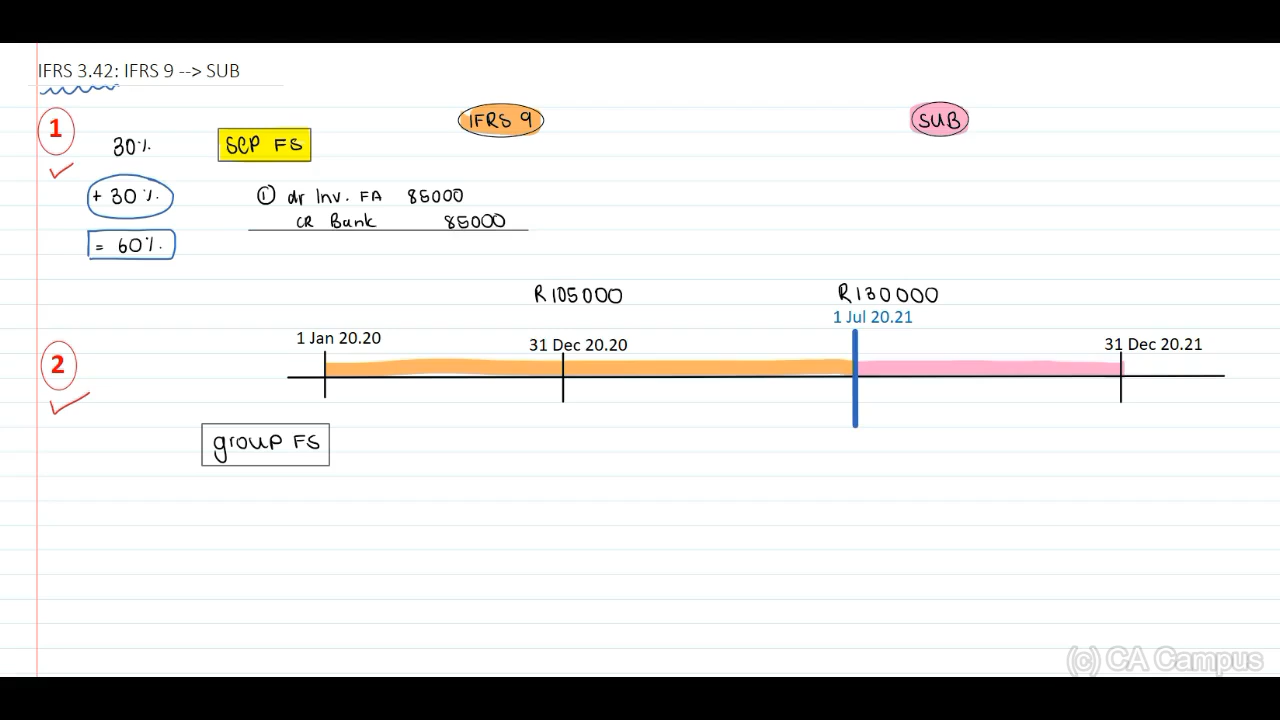 IFRS 3.42: IFRS 9 --> SUB
1
30%.
SEP FS
IFRS 9
SUB
+ 30%.
① dr Inv. FA 85000
CR Bank 85000
= 60%.
R105000
R130000
1 Jul 20.21
1 Jan 20.20
31 Dec 20.20
31 Dec 20.21
2
group FS
(c) CA Campus